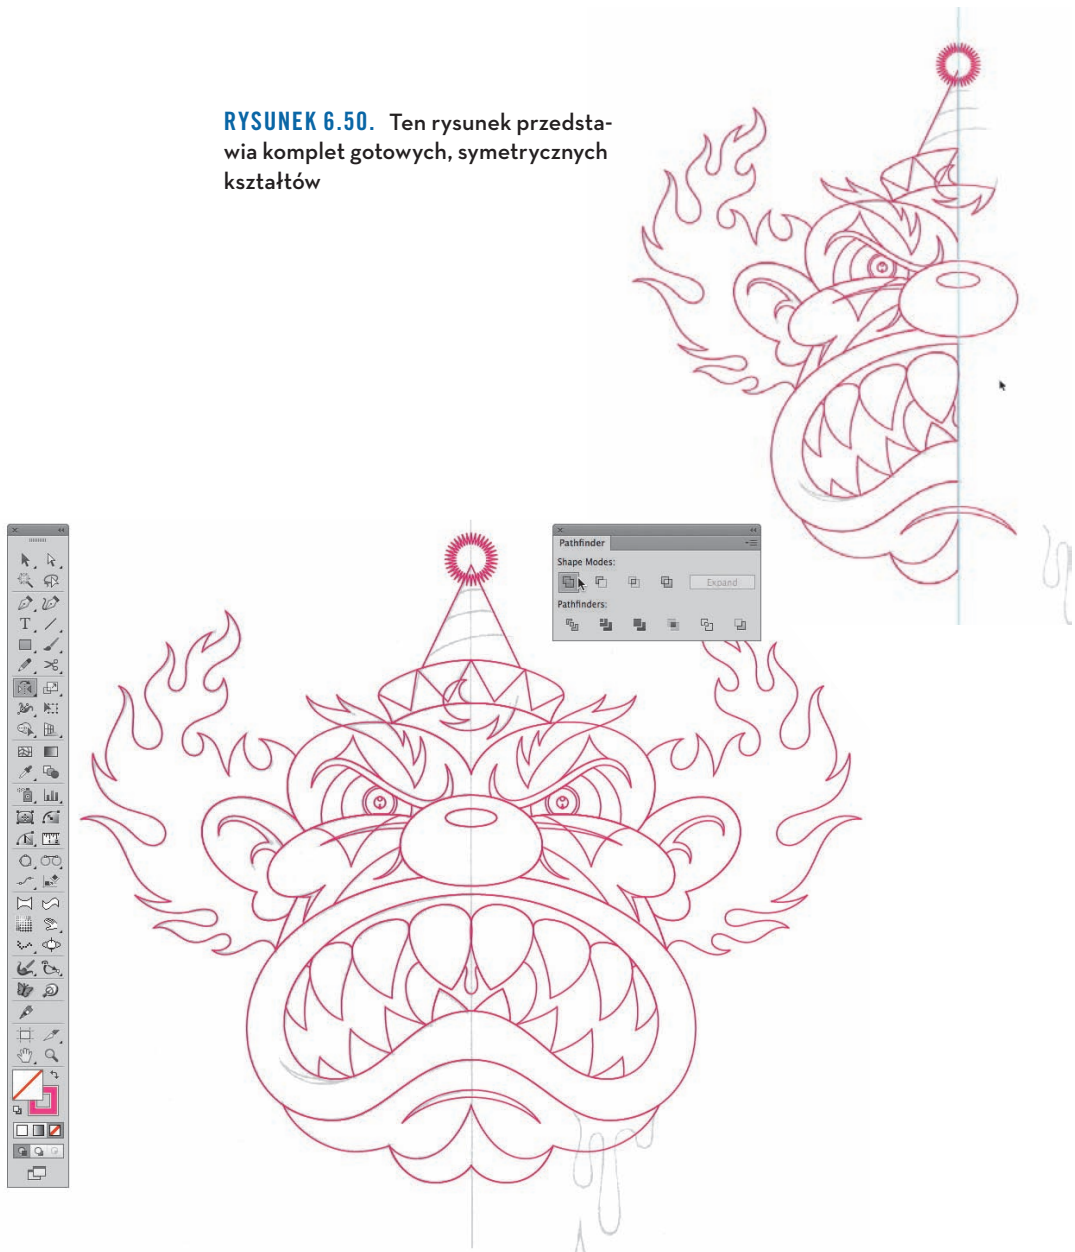 RYSUNEK 6.50. Ten rysunek przedsta-
wia komplet gotowych, symetrycznych
kształtów
Pathfinder
Shape Modes:
Expand
Pathfinders: